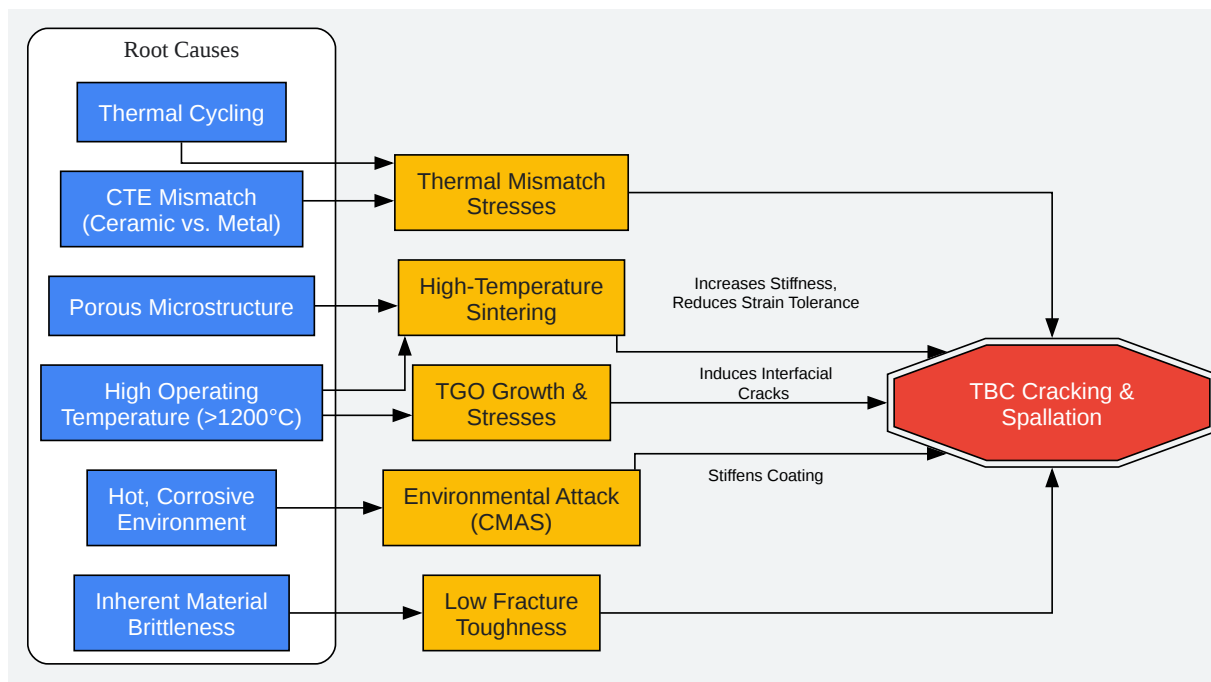 Root Causes
Thermal Cycling
CTE Mismatch
(Ceramic vs. Metal)
Porous Microstructure
High Operating
Temperature (>1200°C)
Hot, Corrosive
Environment
Inherent Material
Brittleness
Thermal Mismatch
Stresses
High-Temperature
Sintering
TGO Growth &
Stresses
Environmental Attack
(CMAS)
Low Fracture
Toughness
Increases Stiffness,
Reduces Strain Tolerance
Induces Interfacial
Cracks
Stiffens Coating
TBC Cracking &
Spallation